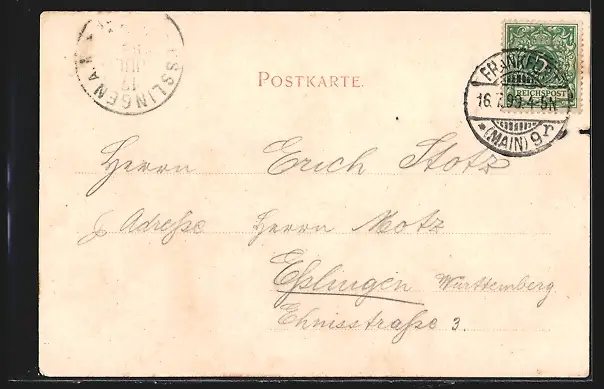 ESSLINGEN A.N.
POSTKARTE.
5
REICHSPOST
FRANKFURT
16.7.99.4-5N
*(MAIN) 9 r
Herrn Erich Stotz
Adreſse Herrn Motz
Eßlingen Württemberg
Ehnisstraſse 3.